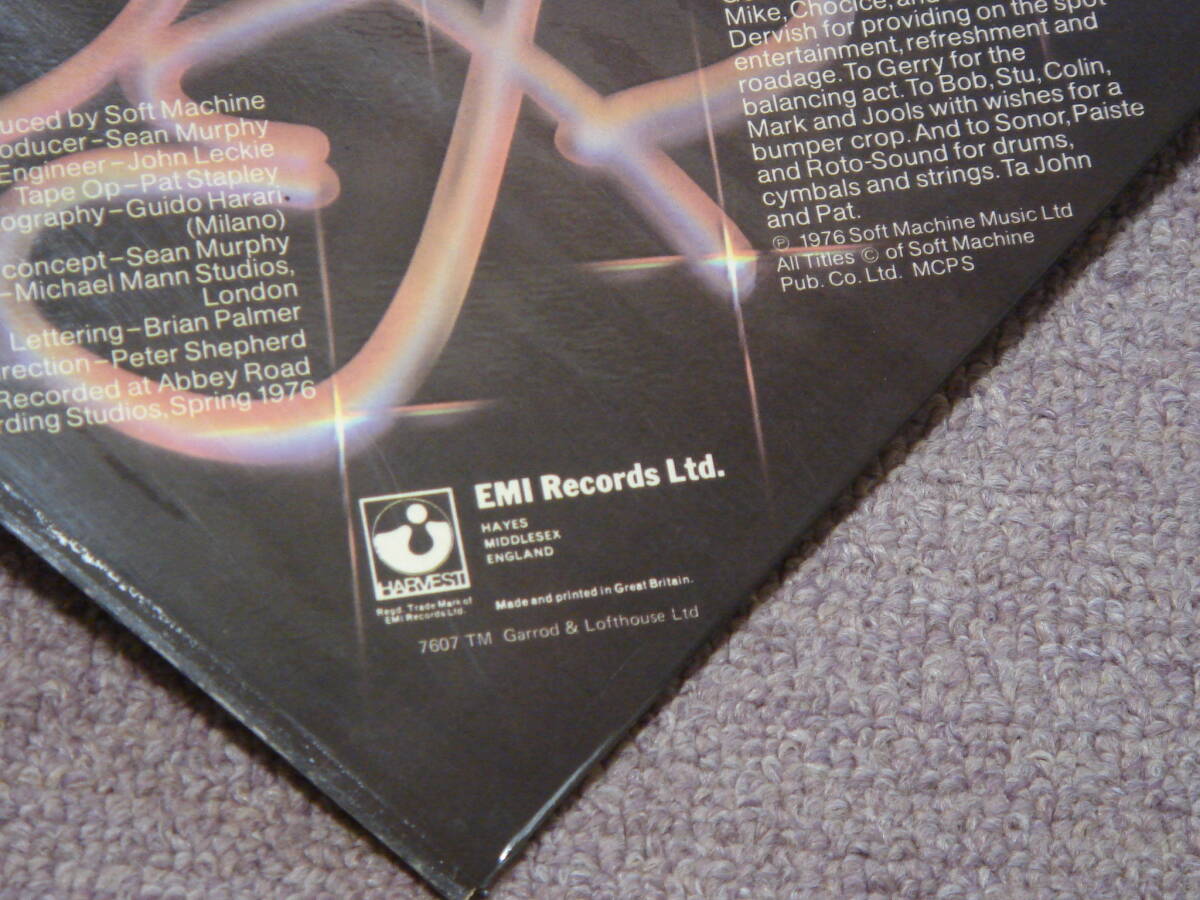 uced by Soft Machine
oducer–Sean Murphy
Engineer–John Leckie
Tape Op–Pat Stapley
ography–Guido Harari.
(Milano)
concept–Sean Murphy
–Michael Mann Studios,
London
Lettering–Brian Palmer
rection–Peter Shepherd
Recorded at Abbey Road
rding Studios, Spring 1976
Mike, Chocice, and
Dervish for providing on the spot
entertainment, refreshment and
roadage. To Gerry for the
balancing act. To Bob, Stu, Colin,
Mark and Jools with wishes for a
bumper crop. And to Sonor, Paiste
and Roto-Sound for drums,
cymbals and strings. Ta John
and Pat.
℗ 1976 Soft Machine Music Ltd
All Titles © of Soft Machine
Pub. Co. Ltd. MCPS
HARVEST
Regd. Trade Mark of
EMI Records Ltd.
EMI Records Ltd.
HAYES
MIDDLESEX
ENGLAND
Made and printed in Great Britain.
7607 TM Garrod & Lofthouse Ltd